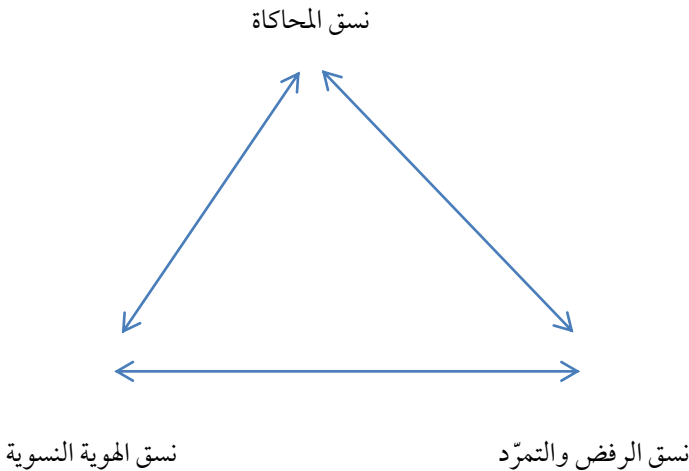 نسق المحاكاة
نسق الرفض والتمرّد
نسق الهوية النسوية